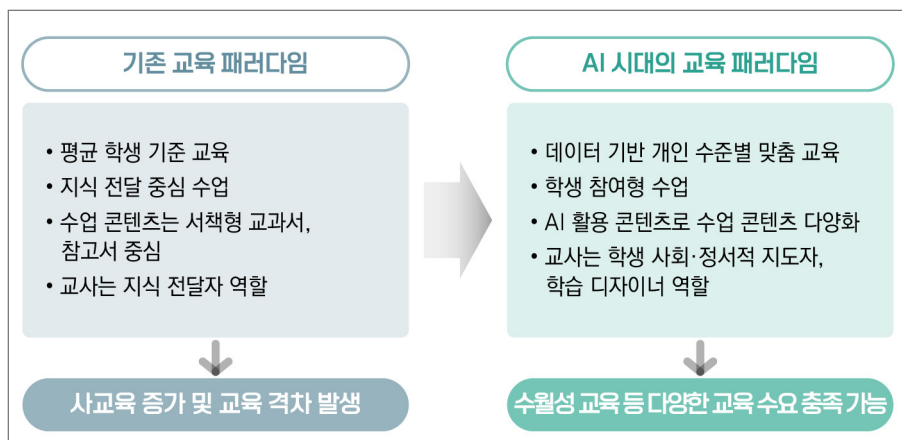 기존 교육 패러다임
• 평균 학생 기준 교육
• 지식 전달 중심 수업
• 수업 콘텐츠는 서책형 교과서,
참고서 중심
• 교사는 지식 전달자 역할
사교육 증가 및 교육 격차 발생
AI 시대의 교육 패러다임
• 데이터 기반 개인 수준별 맞춤 교육
• 학생 참여형 수업
• AI 활용 콘텐츠로 수업 콘텐츠 다양화
• 교사는 학생 사회·정서적 지도자,
학습 디자이너 역할
수월성 교육 등 다양한 교육 수요 충족 가능